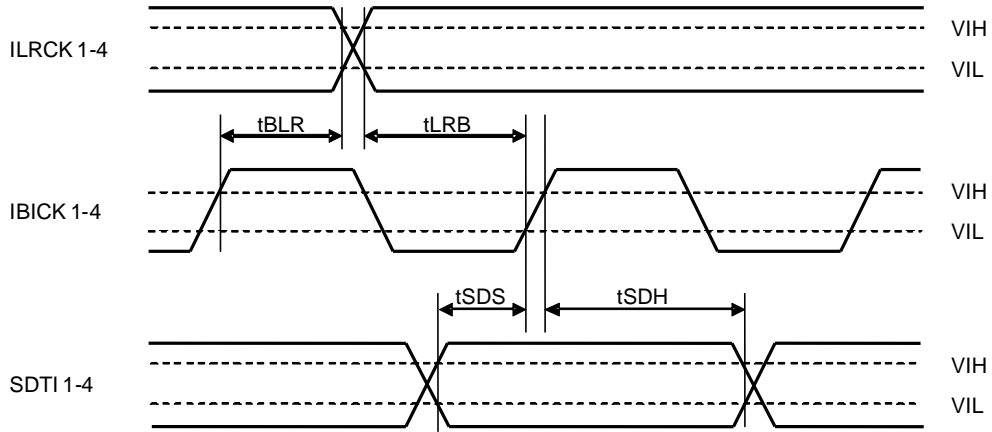 ILRCK 1-4
VIH
VIL
tBLR
tLRB
IBICK 1-4
VIH
VIL
tSDS
tSDH
SDTI 1-4
VIH
VIL